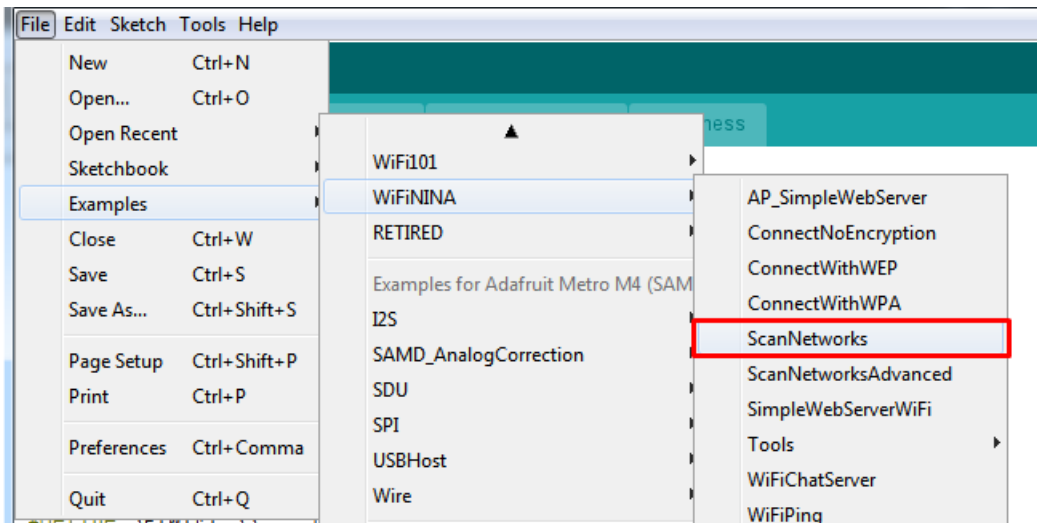 File Edit Sketch Tools Help
New Ctrl+N
Open... Ctrl+O
Open Recent
Sketchbook
Examples
Close Ctrl+W
Save Ctrl+S
Save As... Ctrl+Shift+S
Page Setup Ctrl+Shift+P
Print Ctrl+P
Preferences Ctrl+Comma
Quit Ctrl+Q
ness
WiFi101
WiFiNINA
RETIRED
Examples for Adafruit Metro M4 (SAM
I2S
SAMD_AnalogCorrection
SDU
SPI
USBHost
Wire
AP_SimpleWebServer
ConnectNoEncryption
ConnectWithWEP
ConnectWithWPA
ScanNetworks
ScanNetworksAdvanced
SimpleWebServerWiFi
Tools
WiFiChatServer
WiFiPing